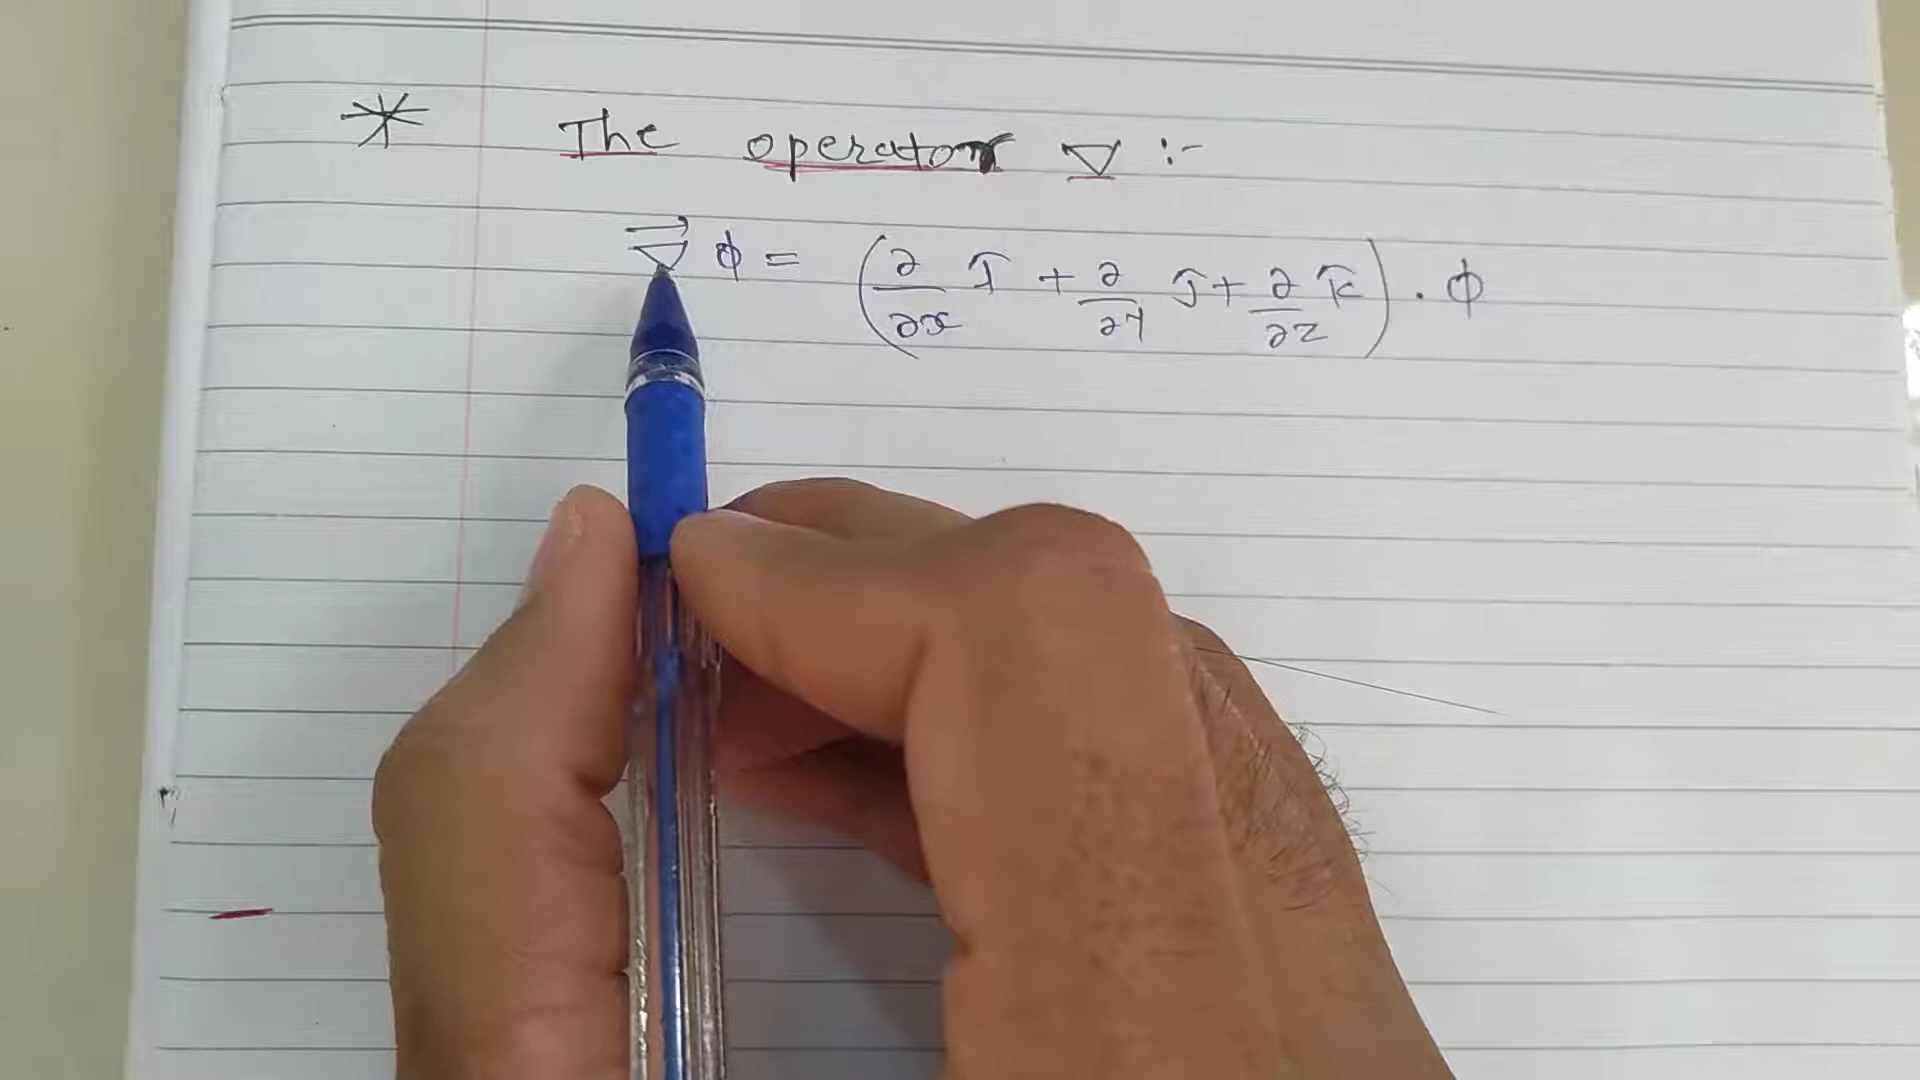 * The operator ∇ :-
∇⃗ ϕ = (∂/∂x î + ∂/∂y ĵ + ∂/∂z k̂) . ϕ